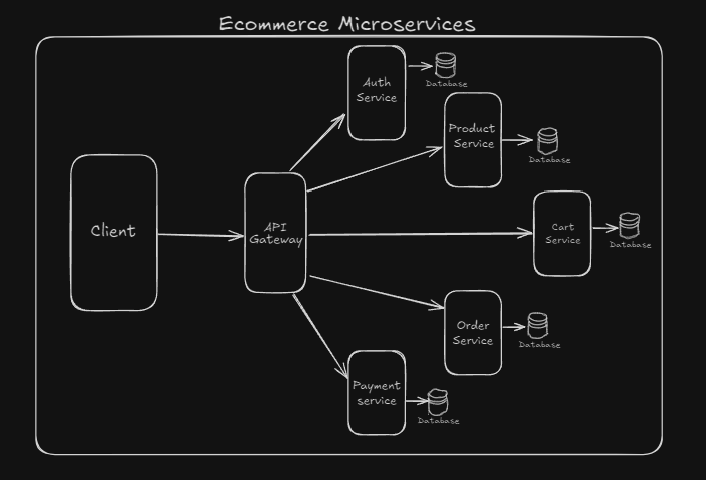 Ecommerce Microservices
Auth
Service
Database
Product
Service
Database
Client
API
Gateway
Cart
Service
Database
Order
Service
Database
Payment
service
Database